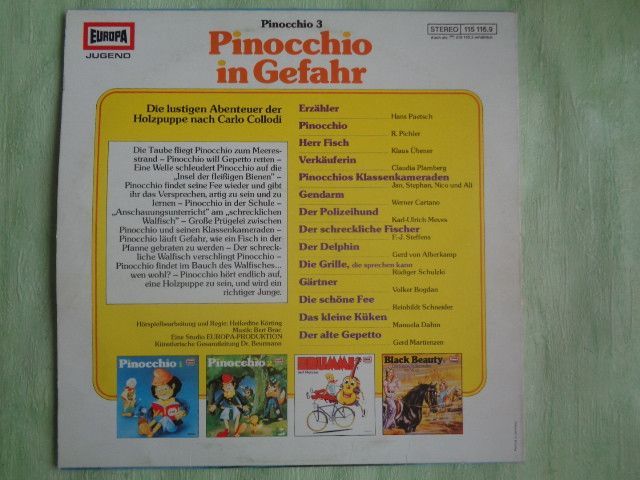 EUROPA
JUGEND
Pinocchio 3
Pinocchio
in Gefahr
STEREO 115 116.9
Die lustigen Abenteuer der
Holzpuppe nach Carlo Collodi
Die Taube fliegt Pinocchio zum Meeres-
strand – Pinocchio will Gepetto retten –
Eine Welle schleudert Pinocchio auf die
„Insel der fleißigen Bienen" –
Pinocchio findet seine Fee wieder und gibt
ihr das Versprechen, artig zu sein und zu
lernen – Pinocchio in der Schule –
„Anschauungsunterricht" am „schrecklichen
Walfisch" – Große Prügelei zwischen
Pinocchio und seinen Klassenkameraden –
Pinocchio läuft Gefahr, wie ein Fisch in der
Pfanne gebraten zu werden – Der schreck-
liche Walfisch verschlingt Pinocchio –
Pinocchio findet im Bauch des Walfisches...
wen wohl? – Pinocchio hört endlich auf,
eine Holzpuppe zu sein, und wird ein
richtiger Junge.
Hörspielbearbeitung und Regie: Heikedine Körting
Musik: Bert Brac
Eine Studio EUROPA-PRODUKTION
Künstlerische Gesamtleitung Dr. Beurmann
Erzähler
Hans Paetsch
Pinocchio
R. Pichler
Herr Fisch
Klaus Uhener
Verkäuferin
Claudia Plamberg
Pinocchios Klassenkameraden
Jan, Stephan, Nico und Ali
Gendarm
Werner Cartano
Der Polizeihund
Karl-Ulrich Meves
Der schreckliche Fischer
F.-J. Steffens
Der Delphin
Gerd von Alberkamp
Die Grille, die sprechen kann
Rüdiger Schulzki
Gärtner
Volker Bogdan
Die schöne Fee
Reinhilt Schneider
Das kleine Küken
Manuela Dahm
Der alte Gepetto
Gerd Martienzen
Pinocchio 1
Pinocchio 2
Black Beauty